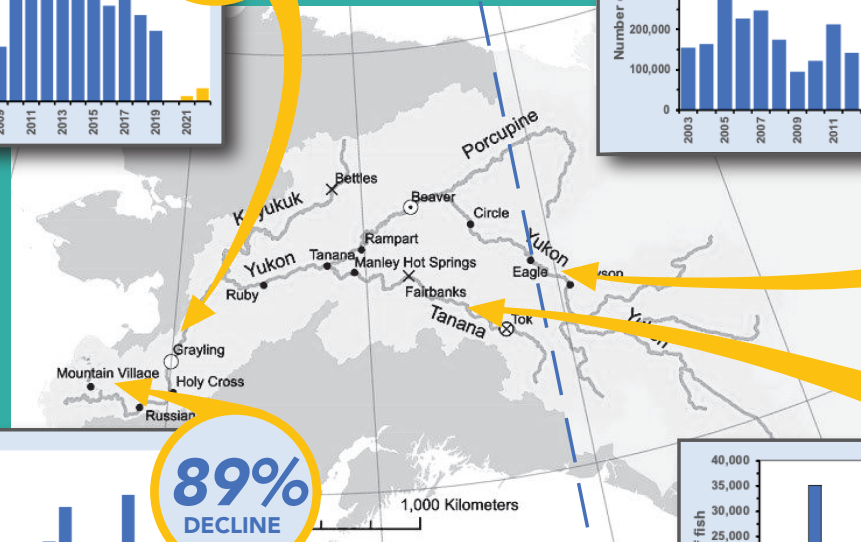 2009
2011
2013
2015
2017
2019
2021
Number
200,000
100,000
0
2003
2005
2007
2009
2011
Porcupine
Bettles
Koyukuk
Beaver
Circle
Rampart
Yukon
Yukon
Tanana
Manley Hot Springs
Eagle
Ruby
Fairbanks
Tanana
Tok
Yukon
Grayling
Mountain Village
Holy Cross
Russian
89%
DECLINE
1,000 Kilometers
40,000
35,000
30,000
25,000
fish